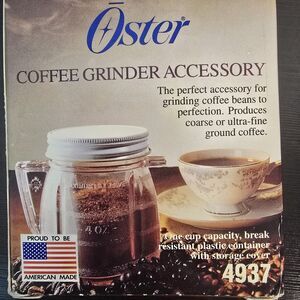 Oster
COFFEE GRINDER ACCESSORY
The perfect accessory for
grinding coffee beans to
perfection. Produces
coarse or ultra-fine
ground coffee.
4 OZ
PROUD TO BE
AMERICAN MADE
One cup capacity, break
resistant plastic container
with storage cover
4937